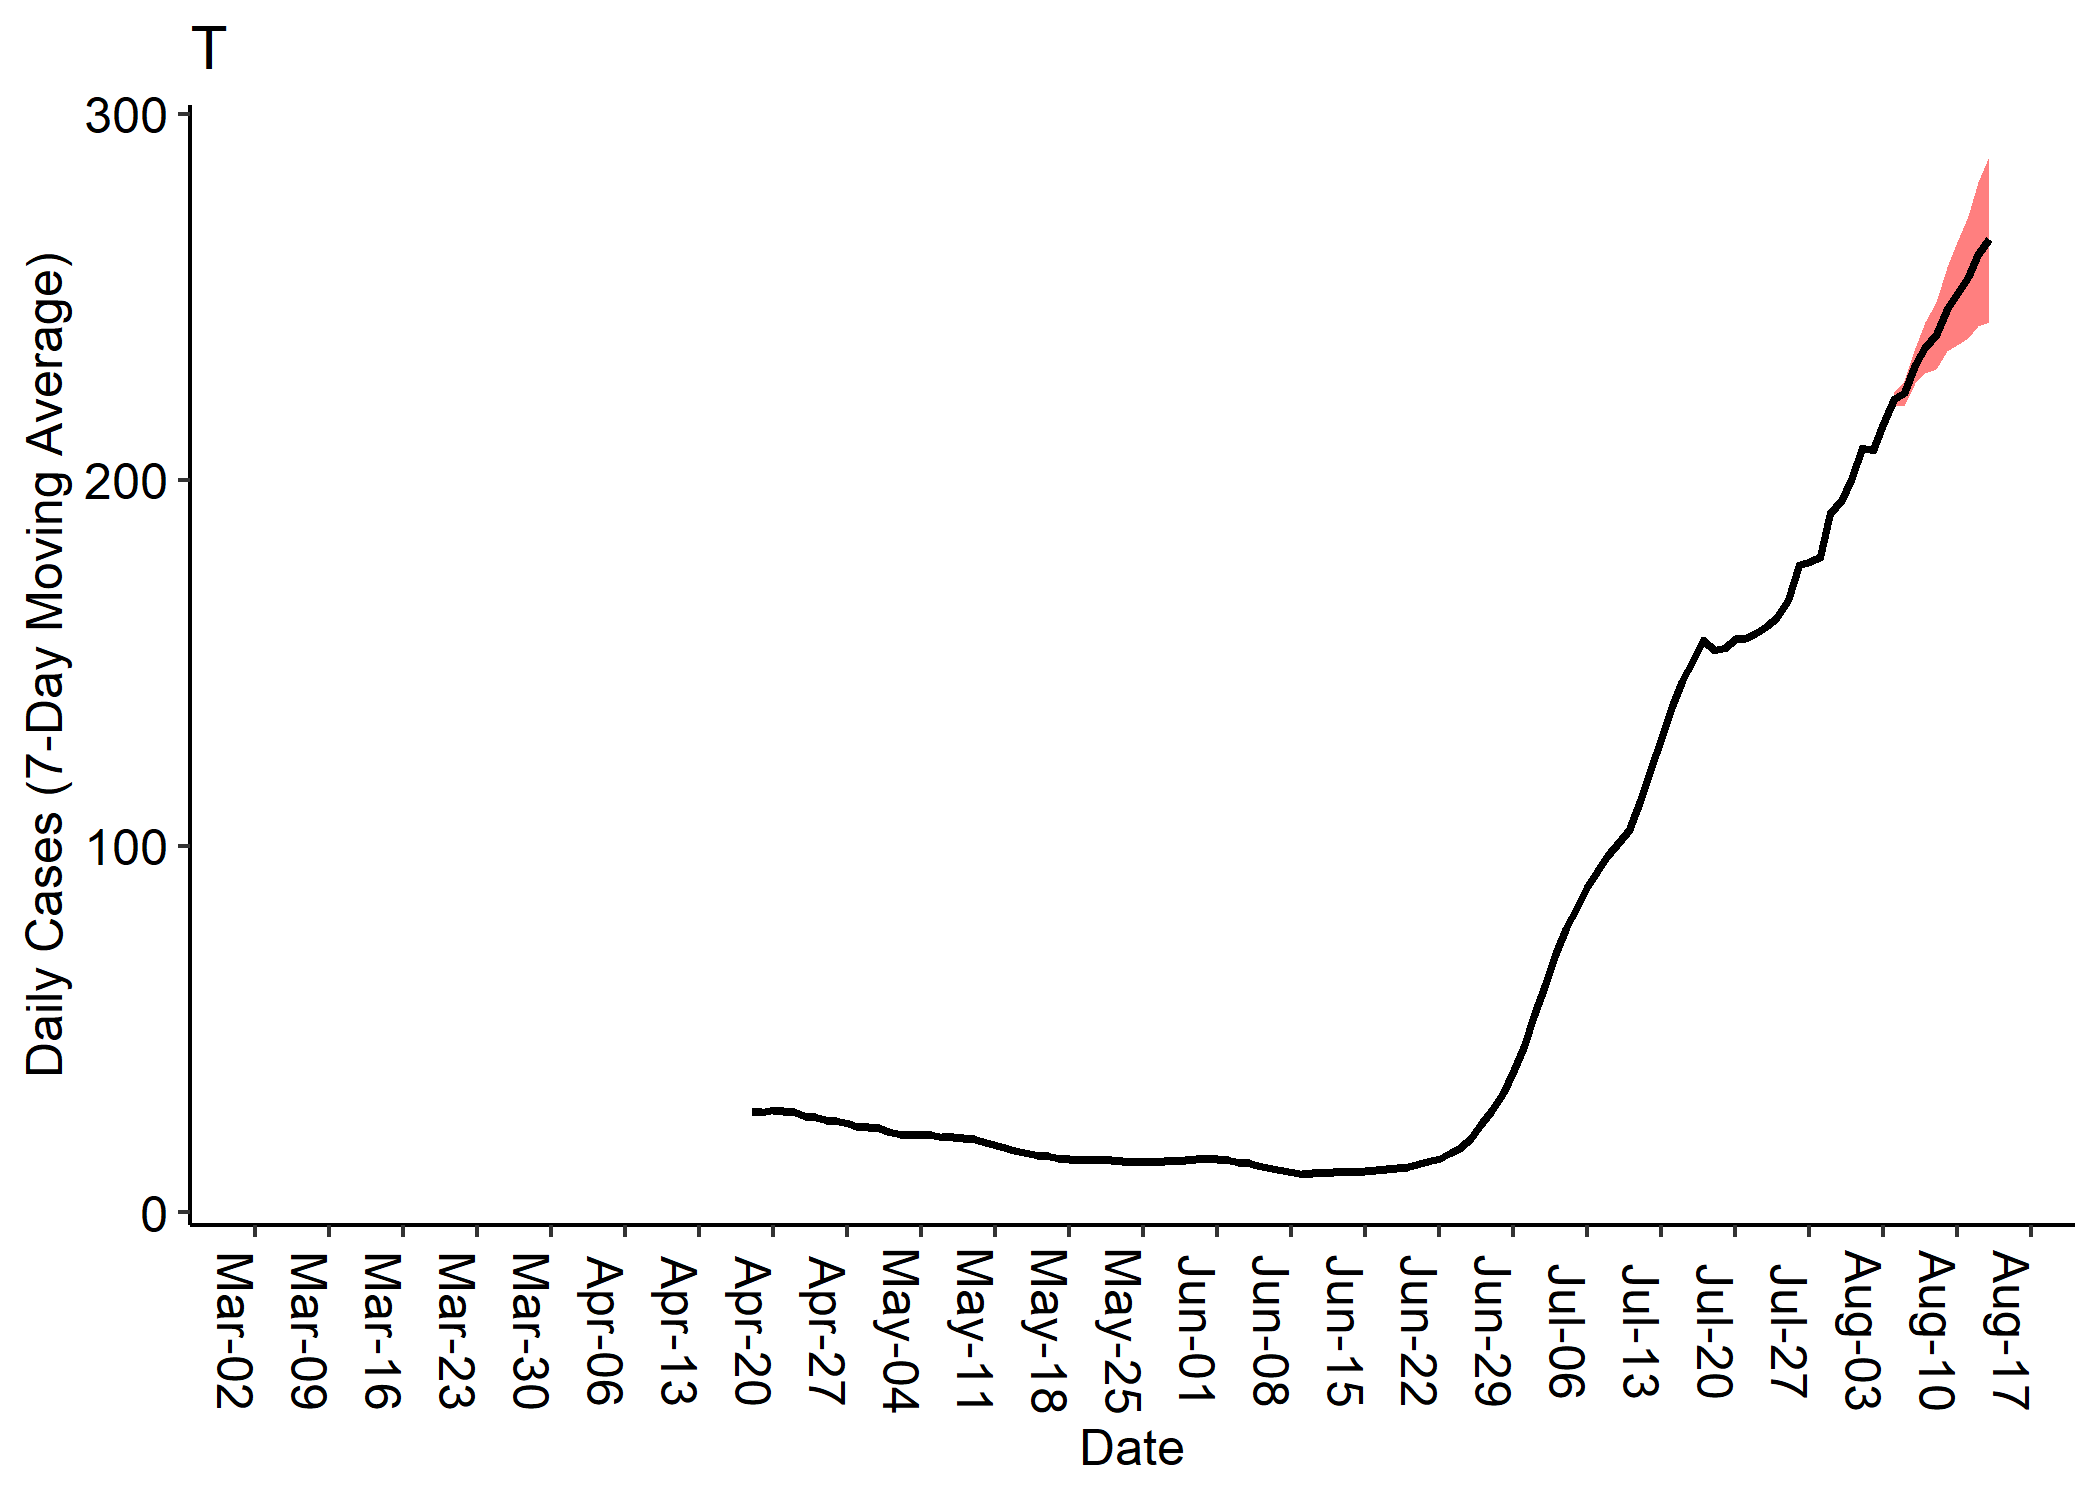 T
Daily Cases (7-Day Moving Average)
300
200
100
0
Mar-02
Mar-09
Mar-16
Mar-23
Mar-30
Apr-06
Apr-13
Apr-20
Apr-27
May-04
May-11
May-18
May-25
Jun-01
Jun-08
Jun-15
Jun-22
Jun-29
Jul-06
Jul-13
Jul-20
Jul-27
Aug-03
Aug-10
Aug-17
Date